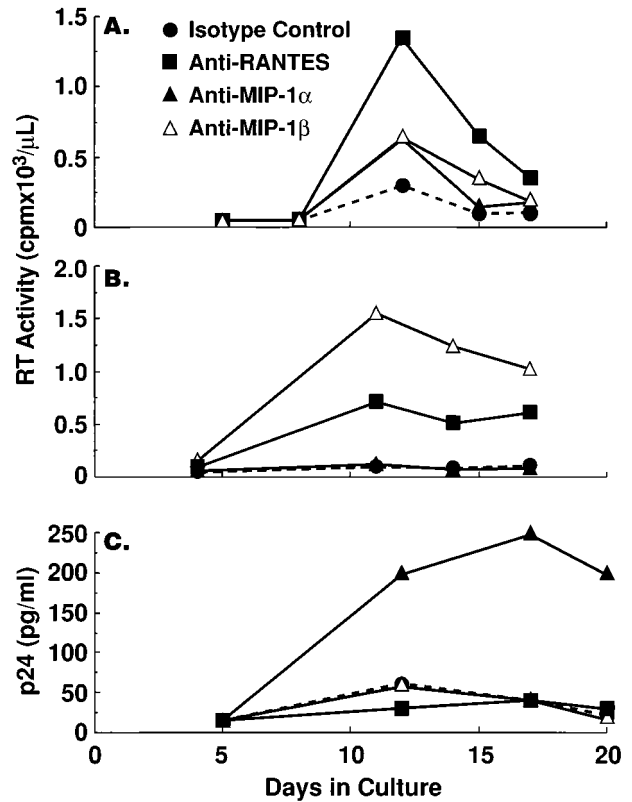 A.
Isotype Control
Anti-RANTES
Anti-MIP-1α
Anti-MIP-1β
1.5
1.0
0.5
0
RT Activity (cpmx10³/μL)
B.
2.0
1.5
1.0
0.5
0
C.
250
200
150
100
50
0
p24 (pg/ml)
0 5 10 15 20
Days in Culture